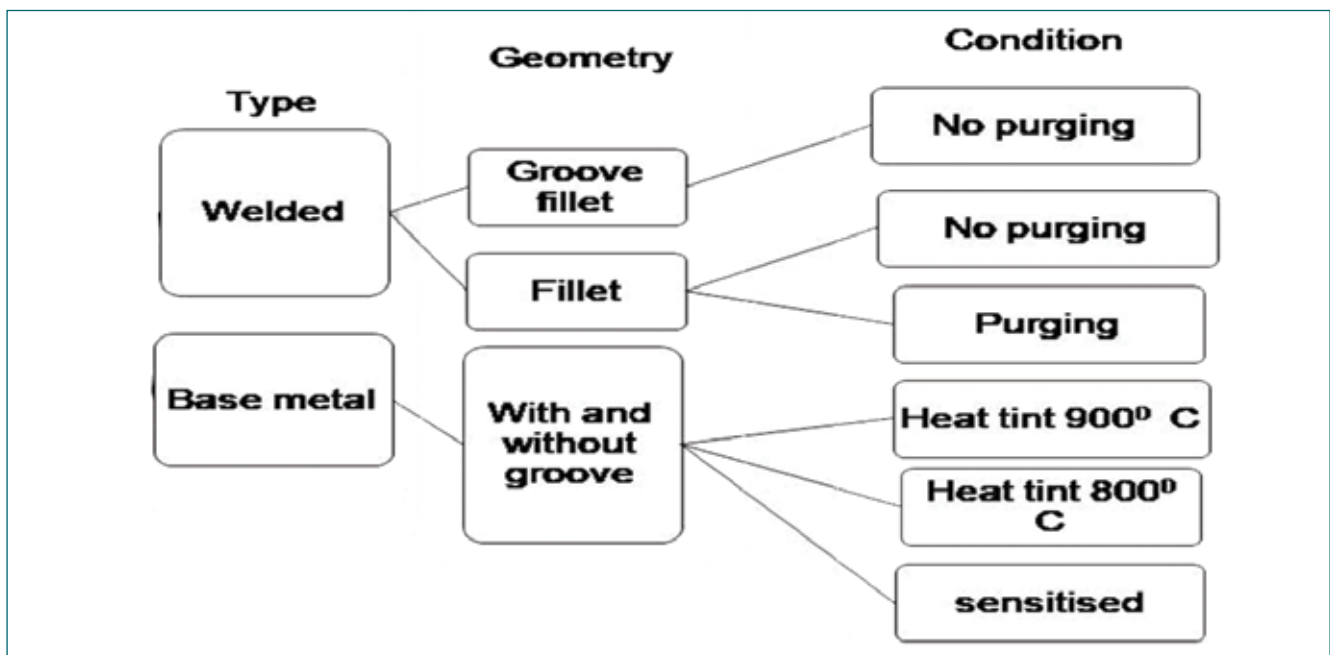 Type
Geometry
Condition
Welded
Groove
fillet
No purging
Fillet
No purging
Purging
Base metal
With and
without
groove
Heat tint 900⁰ C
Heat tint 800⁰
C
sensitised